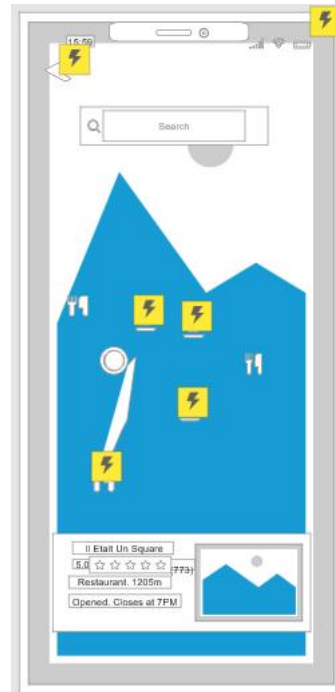 15:59
Search
Il Etait Un Square
5.0 (773)
Restaurant. 1205m
Opened. Closes at 7PM